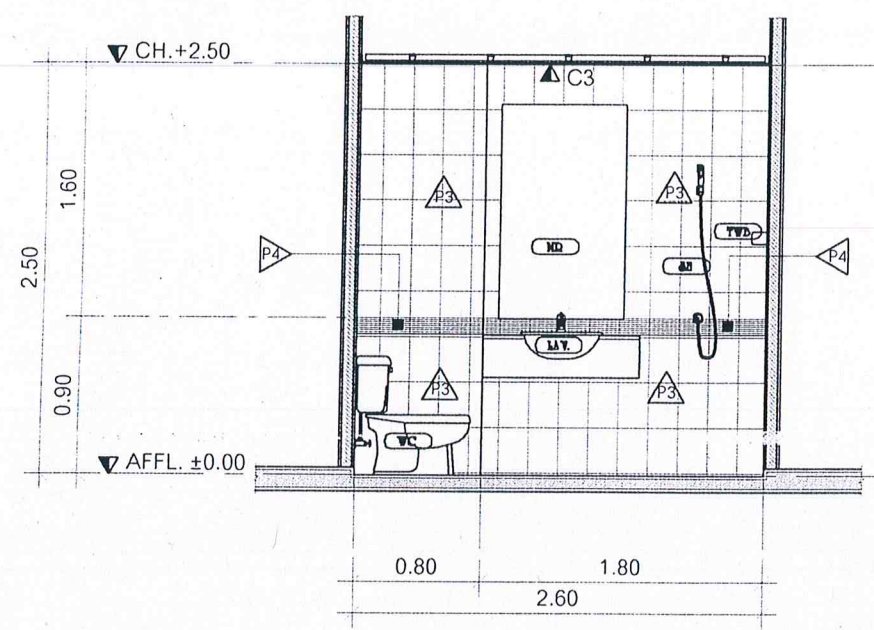 CH.+2.50
C3
1.60
P3
P3
TWB
P4
MR
P4
2.50
LAV.
0.90
P3
P3
WC
AFFL. ±0.00
0.80
1.80
2.60